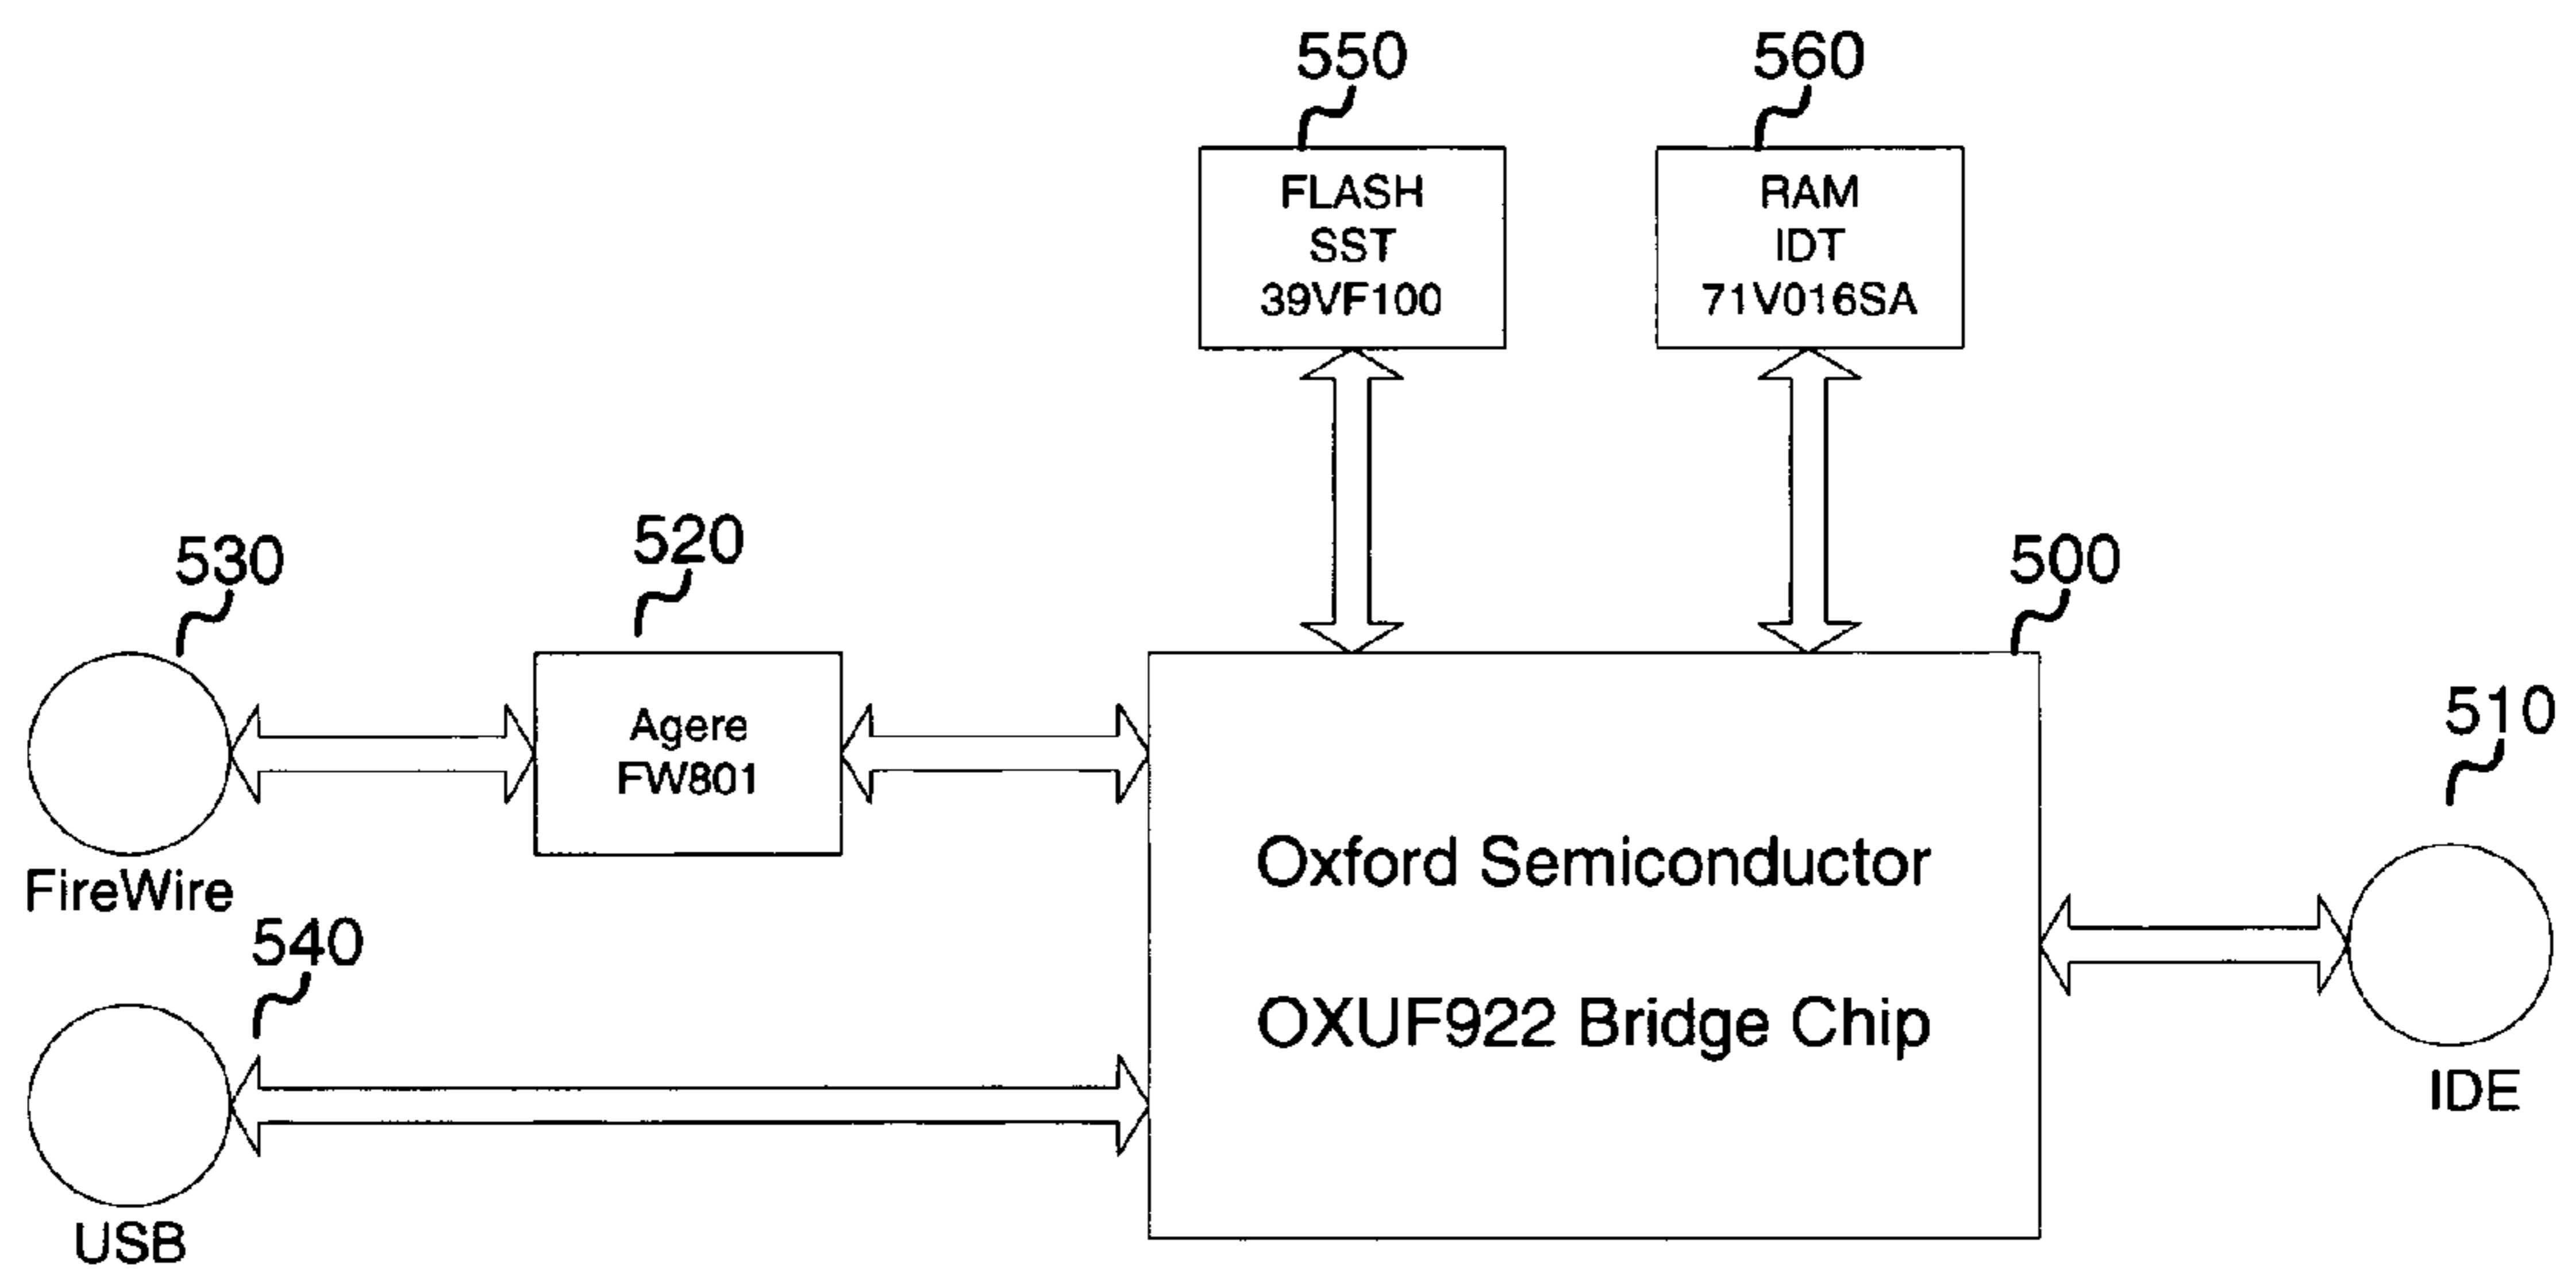 550
560
FLASH
SST
39VF100
RAM
IDT
71V016SA
530
520
500
510
Agere
FW801
FireWire
540
Oxford Semiconductor
OXUF922 Bridge Chip
IDE
USB